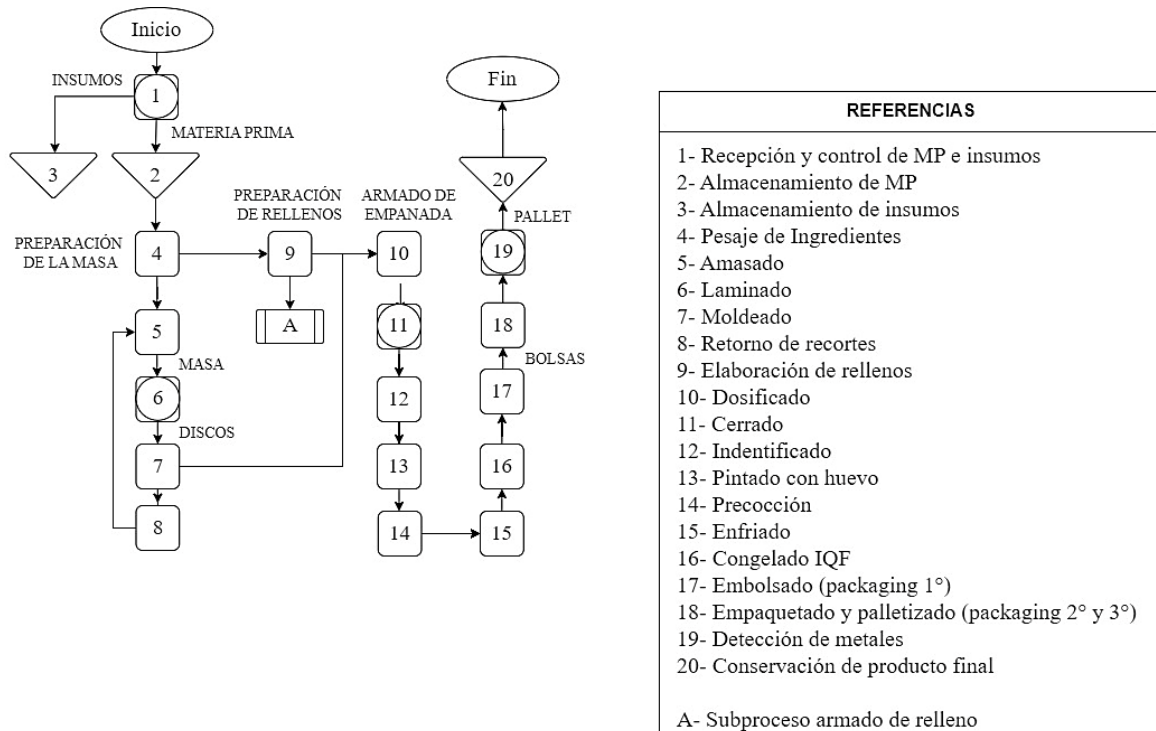 Inicio
INSUMOS
1
MATERIA PRIMA
3
2
PREPARACIÓN
DE LA MASA
4
PREPARACIÓN
DE RELLENOS
9
A
5
MASA
6
DISCOS
7
8
ARMADO DE
EMPANADA
10
11
12
13
14
15
16
17
BOLSAS
18
19
PALLET
20
Fin
REFERENCIAS
1- Recepción y control de MP e insumos
2- Almacenamiento de MP
3- Almacenamiento de insumos
4- Pesaje de Ingredientes
5- Amasado
6- Laminado
7- Moldeado
8- Retorno de recortes
9- Elaboración de rellenos
10- Dosificado
11- Cerrado
12- Indentificado
13- Pintado con huevo
14- Precocción
15- Enfriado
16- Congelado IQF
17- Embolsado (packaging 1°)
18- Empaquetado y palletizado (packaging 2° y 3°)
19- Detección de metales
20- Conservación de producto final
A- Subproceso armado de relleno